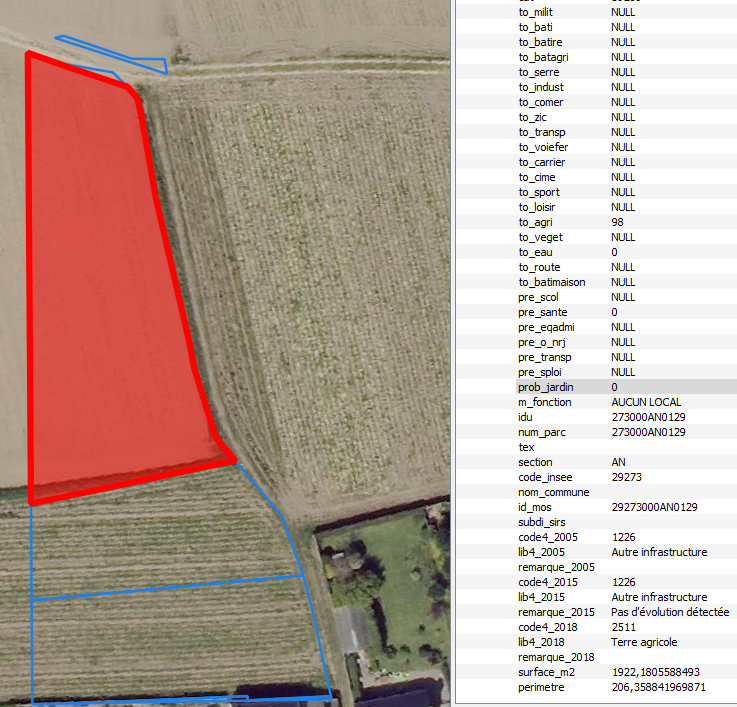 to_milit NULL
to_bati NULL
to_batire NULL
to_batagri NULL
to_serre NULL
to_indust NULL
to_comer NULL
to_zic NULL
to_transp NULL
to_voiefer NULL
to_carrier NULL
to_cime NULL
to_sport NULL
to_loisir NULL
to_agri 98
to_veget NULL
to_eau 0
to_route NULL
to_batimaison NULL
pre_scol NULL
pre_sante 0
pre_eqadmi NULL
pre_o_nrj NULL
pre_transp NULL
pre_sploi NULL
prob_jardin 0
m_fonction AUCUN LOCAL
idu 273000AN0129
num_parc 273000AN0129
tex
section AN
code_insee 29273
nom_commune
id_mos 29273000AN0129
subdi_sirs
code4_2005 1226
lib4_2005 Autre infrastructure
remarque_2005
code4_2015 1226
lib4_2015 Autre infrastructure
remarque_2015 Pas d'évolution détectée
code4_2018 2511
lib4_2018 Terre agricole
remarque_2018
surface_m2 1922,1805588493
perimetre 206,358841969871